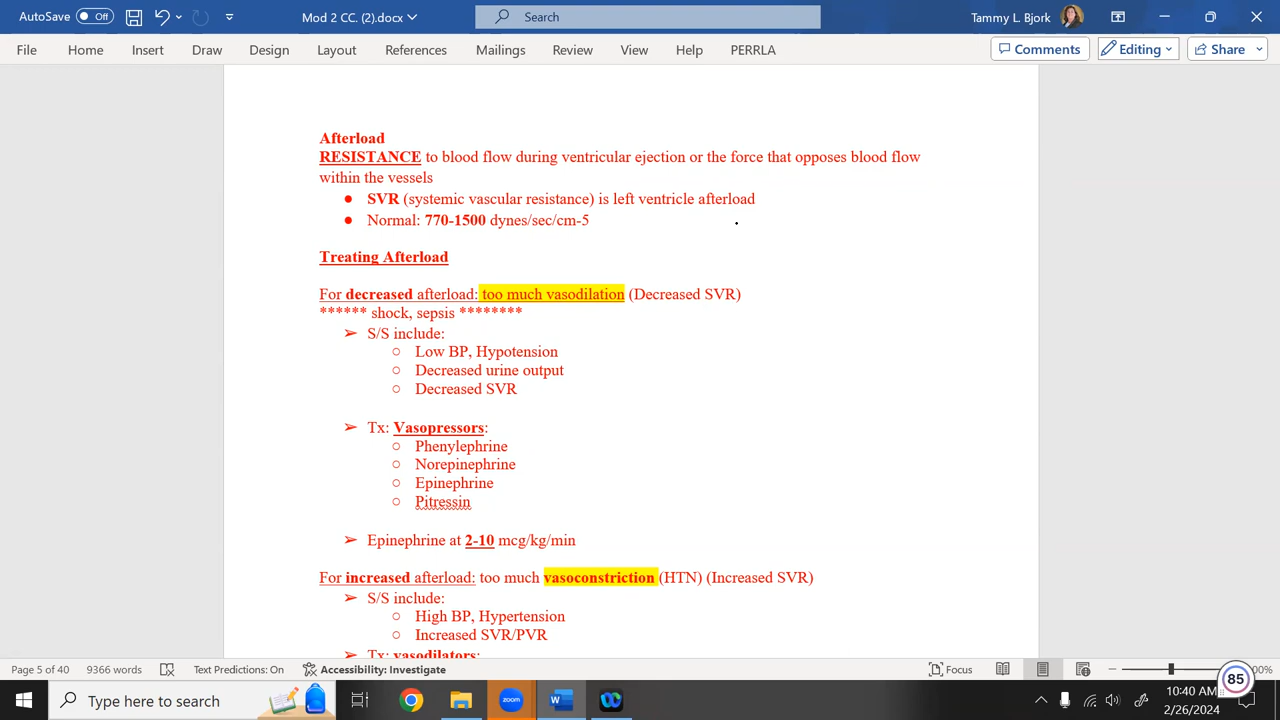 AutoSave Off Mod 2 CC. (2).docx Search Tammy L. Bjork
File Home Insert Draw Design Layout References Mailings Review View Help PERRLA Comments Editing Share
Afterload
RESISTANCE to blood flow during ventricular ejection or the force that opposes blood flow
within the vessels
● SVR (systemic vascular resistance) is left ventricle afterload
● Normal: 770-1500 dynes/sec/cm-5
Treating Afterload
For decreased afterload: too much vasodilation (Decreased SVR)
****** shock, sepsis ********
➢ S/S include:
○ Low BP, Hypotension
○ Decreased urine output
○ Decreased SVR
➢ Tx: Vasopressors:
○ Phenylephrine
○ Norepinephrine
○ Epinephrine
○ Pitressin
➢ Epinephrine at 2-10 mcg/kg/min
For increased afterload: too much vasoconstriction (HTN) (Increased SVR)
➢ S/S include:
○ High BP, Hypertension
○ Increased SVR/PVR
➢ Tx: vasodilators:
Page 5 of 40 9366 words Text Predictions: On Accessibility: Investigate Focus 00%
85
Type here to search zoom 10:40 AM
2/26/2024